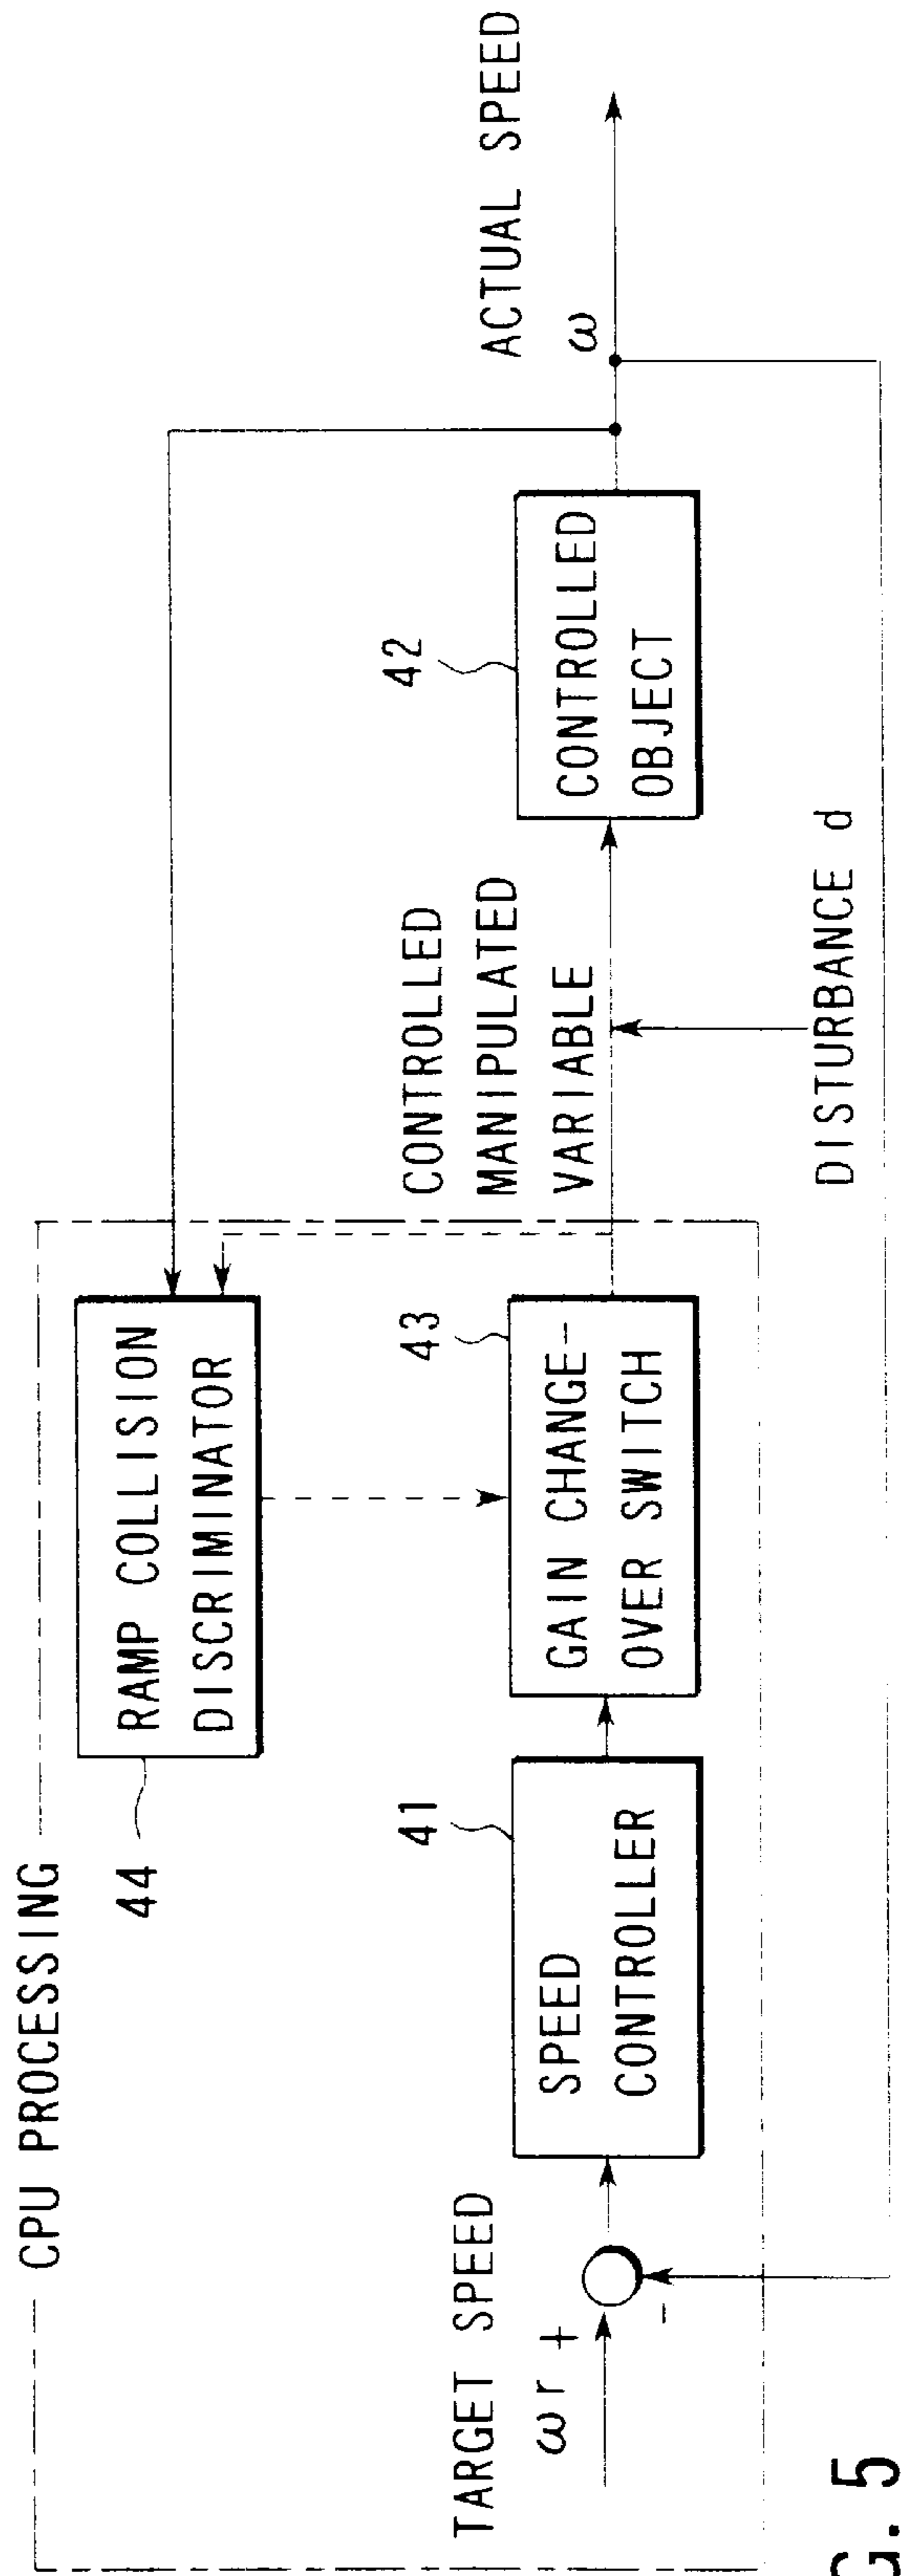 CPU PROCESSING
44
RAMP COLLISION
DISCRIMINATOR
TARGET SPEED
ωr
+
-
41
SPEED
CONTROLLER
43
GAIN CHANGE-
OVER SWITCH
CONTROLLED
MANIPULATED
VARIABLE
42
CONTROLLED
OBJECT
ACTUAL SPEED
ω
DISTURBANCE d
G. 5